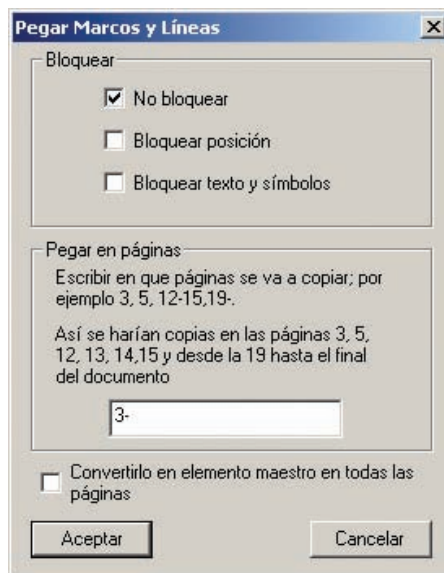 Pegar Marcos y Líneas
Bloquear
No bloquear
Bloquear posición
Bloquear texto y símbolos
Pegar en páginas
Escribir en que páginas se va a copiar; por
ejemplo 3, 5, 12-15,19-.
Así se harían copias en las páginas 3, 5,
12, 13, 14,15 y desde la 19 hasta el final
del documento
3-
Convertirlo en elemento maestro en todas las
páginas
Aceptar
Cancelar